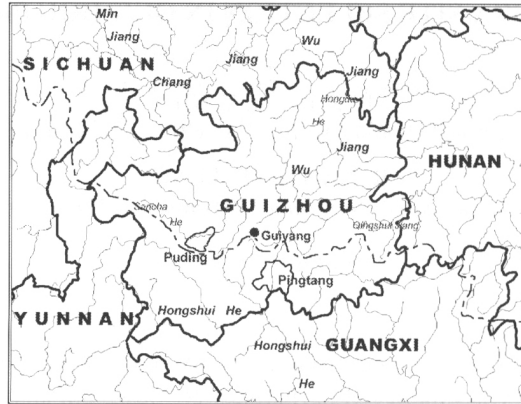 Min
Jiang
Wu
SICHUAN
Jiang
Jiang
Chang
He
Jiang
HUNAN
Wu
GUIZHOU
Sancha
He
Qingshui Jiang
Guiyang
Puding
Pingtang
Hongshui He
YUNNAN
Hongshui
GUANGXI
He